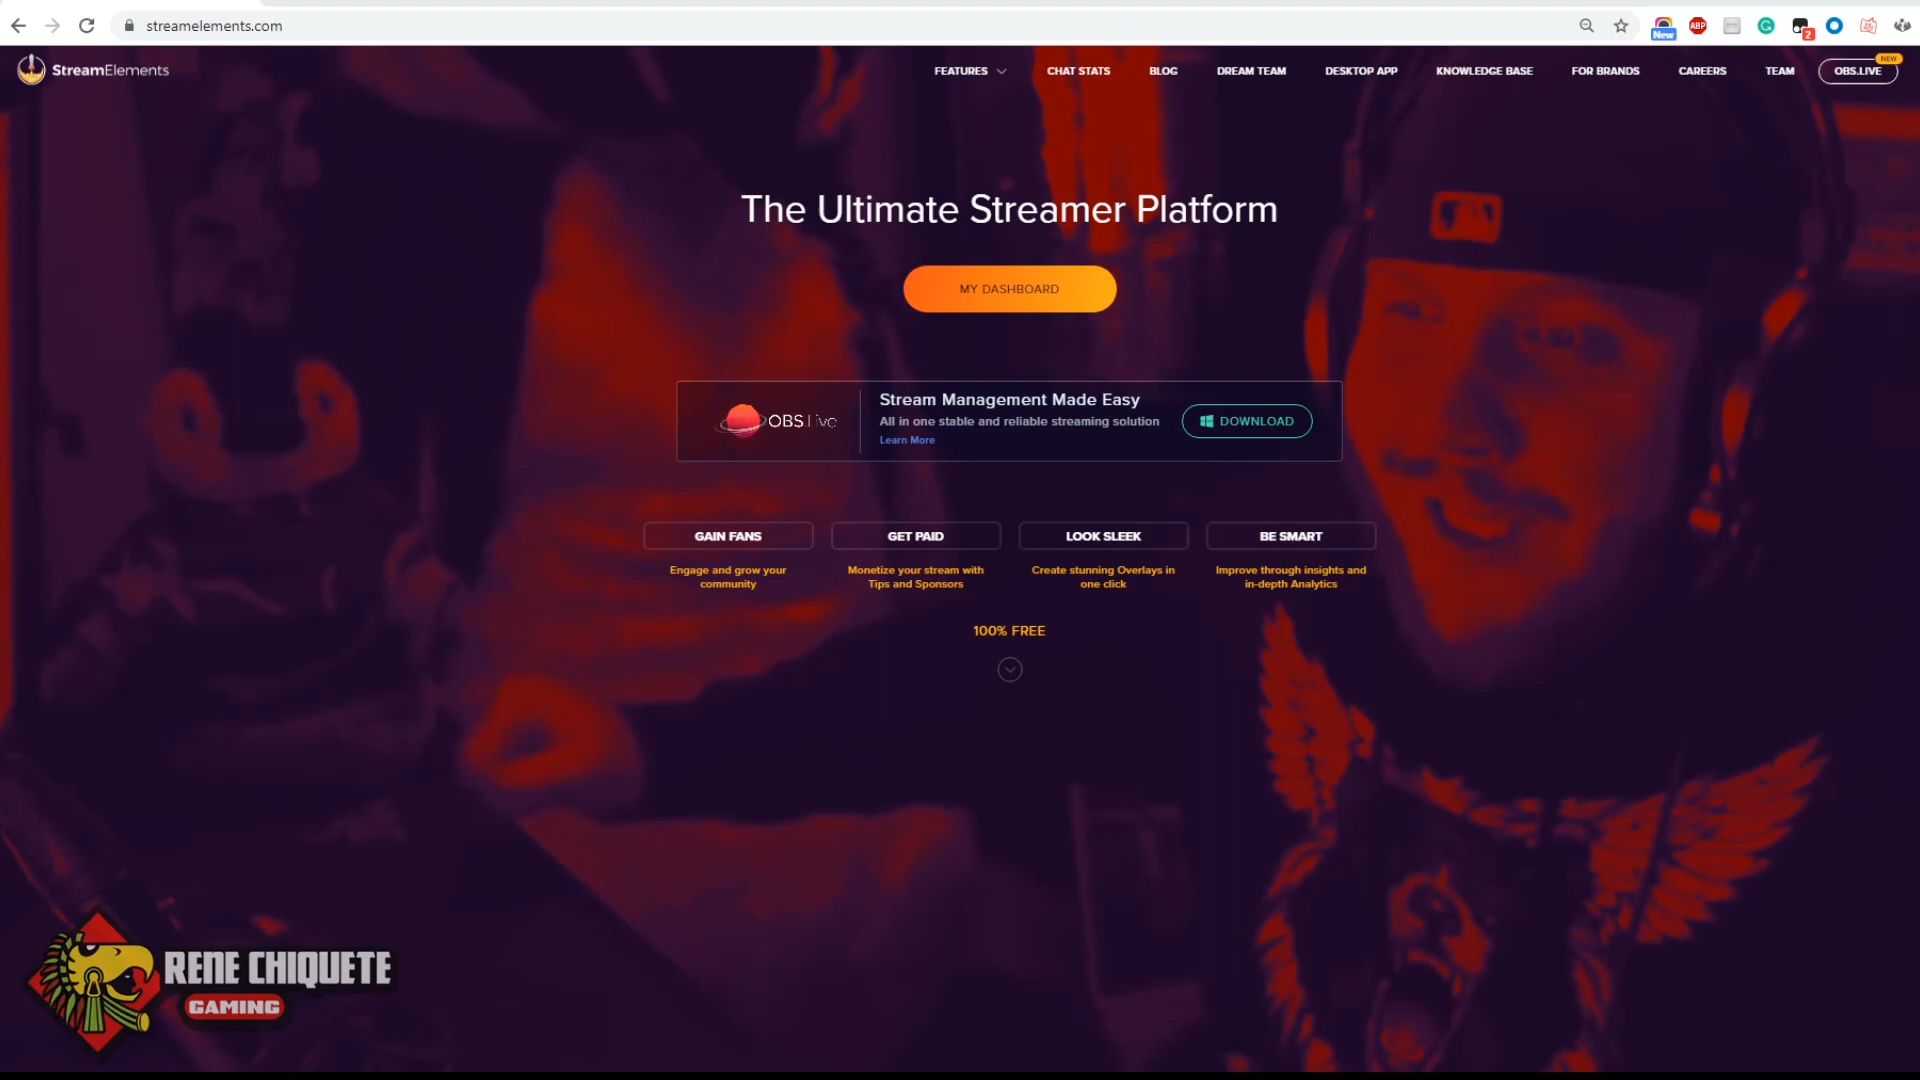 streamelements.com
New
ABP
2
StreamElements
FEATURES
CHAT STATS
BLOG
DREAM TEAM
DESKTOP APP
KNOWLEDGE BASE
FOR BRANDS
CAREERS
TEAM
OBS.LIVE
NEW
The Ultimate Streamer Platform
MY DASHBOARD
OBS.Live
Stream Management Made Easy
All in one stable and reliable streaming solution
Learn More
DOWNLOAD
GAIN FANS
Engage and grow your
community
GET PAID
Monetize your stream with
Tips and Sponsors
LOOK SLEEK
Create stunning Overlays in
one click
BE SMART
Improve through insights and
in-depth Analytics
100% FREE
RENE CHIQUETE
GAMING